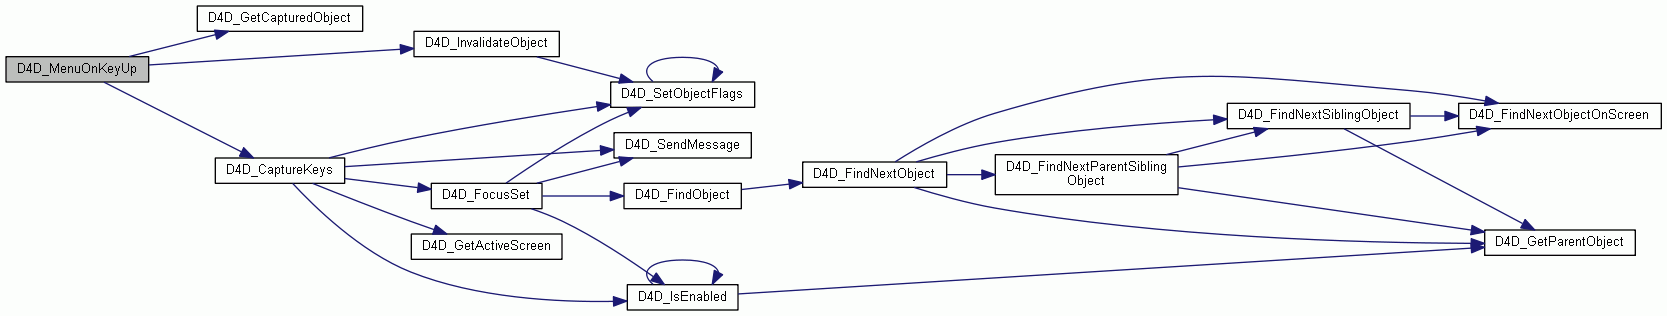 D4D_GetCapturedObject
D4D_InvalidateObject
D4D_MenuOnKeyUp
D4D_SetObjectFlags
D4D_FindNextSiblingObject
D4D_FindNextObjectOnScreen
D4D_SendMessage
D4D_CaptureKeys
D4D_FindNextObject
D4D_FindNextParentSibling
Object
D4D_FocusSet
D4D_FindObject
D4D_GetActiveScreen
D4D_GetParentObject
D4D_IsEnabled